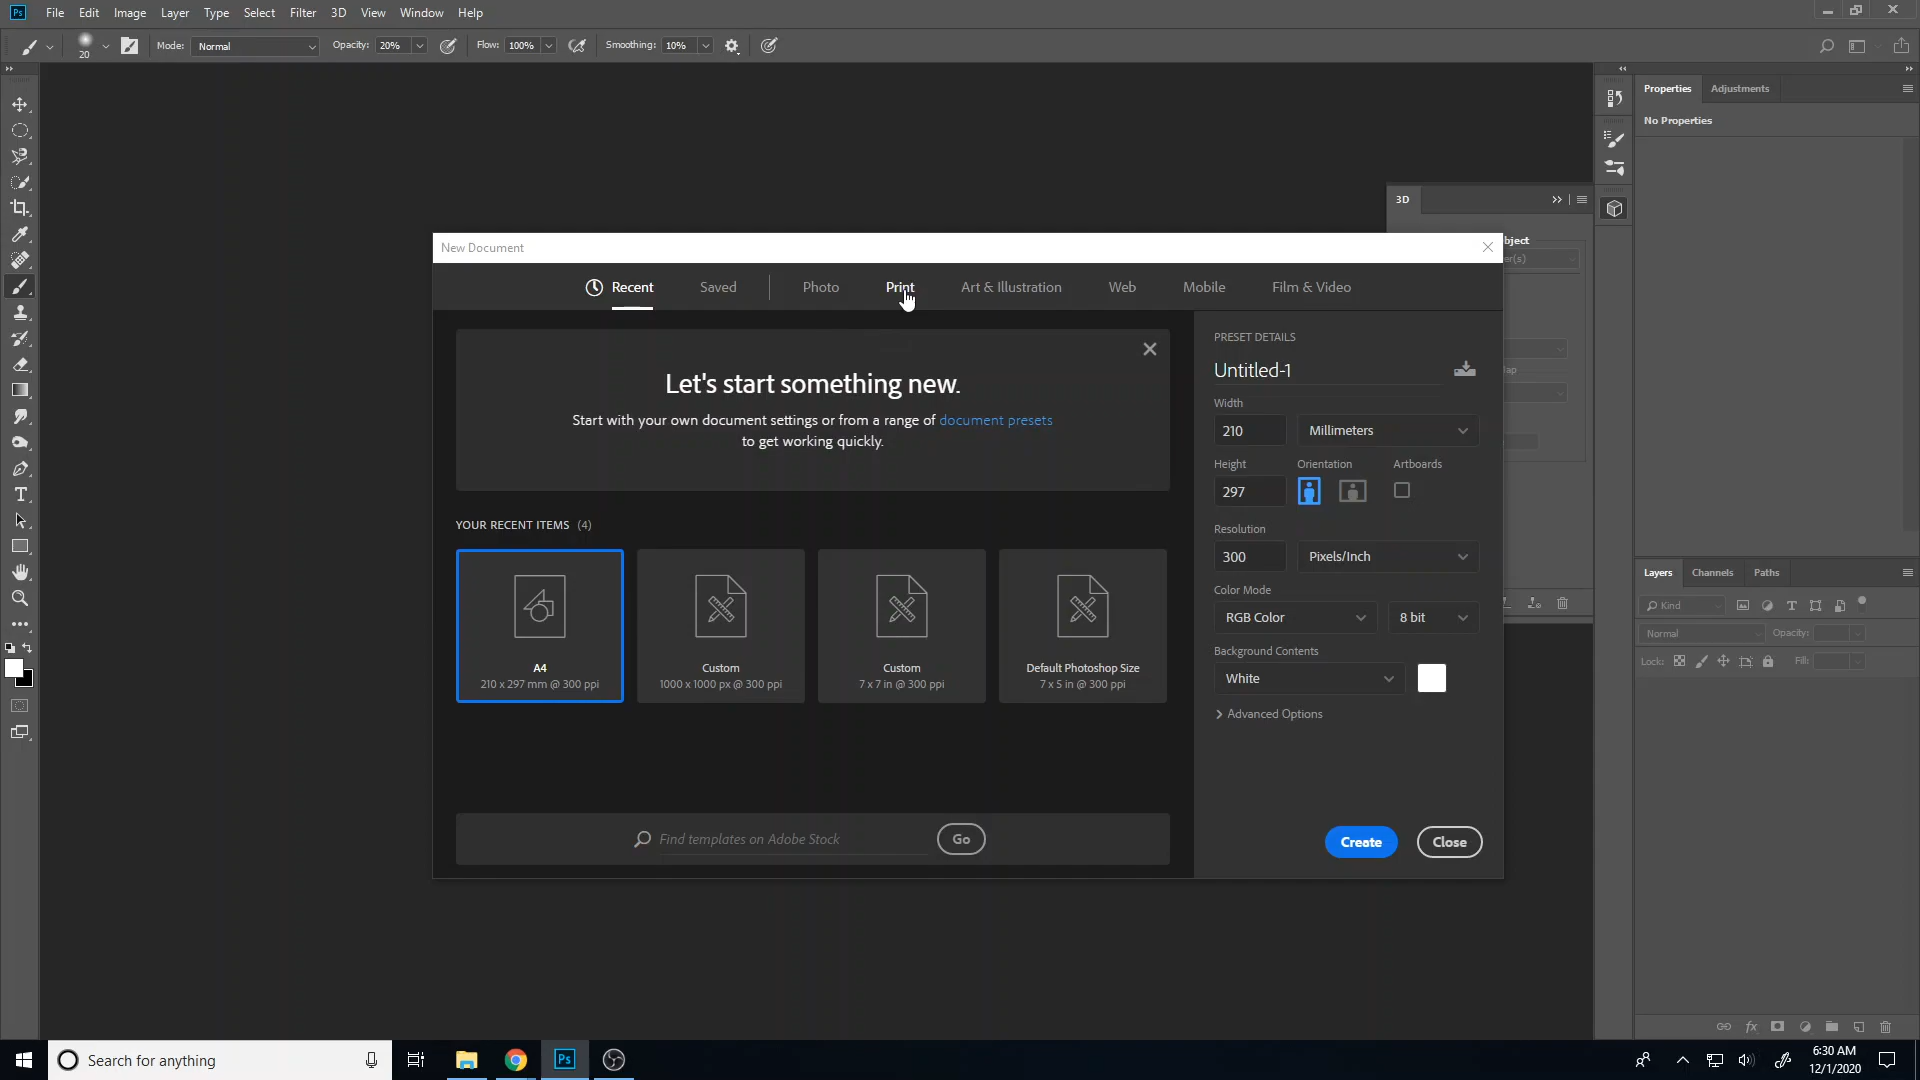 Ps File Edit Image Layer Type Select Filter 3D View Window Help
20 Mode: Normal Opacity: 20% Flow: 100% Smoothing: 10%
Properties Adjustments
No Properties
3D
bject
er(s)
ap
New Document
Recent Saved Photo Print Art & Illustration Web Mobile Film & Video
Let's start something new.
Start with your own document settings or from a range of document presets
to get working quickly.
YOUR RECENT ITEMS (4)
A4
210 x 297 mm @ 300 ppi
Custom
1000 x 1000 px @ 300 ppi
Custom
7 x 7 in @ 300 ppi
Default Photoshop Size
7 x 5 in @ 300 ppi
Find templates on Adobe Stock Go
PRESET DETAILS
Untitled-1
Width
210 Millimeters
Height Orientation Artboards
297
Resolution
300 Pixels/Inch
Color Mode
RGB Color 8 bit
Background Contents
White
Advanced Options
Create Close
Layers Channels Paths
Kind
Normal Opacity:
Lock: Fill:
Search for anything
Ps
6:30 AM
12/1/2020